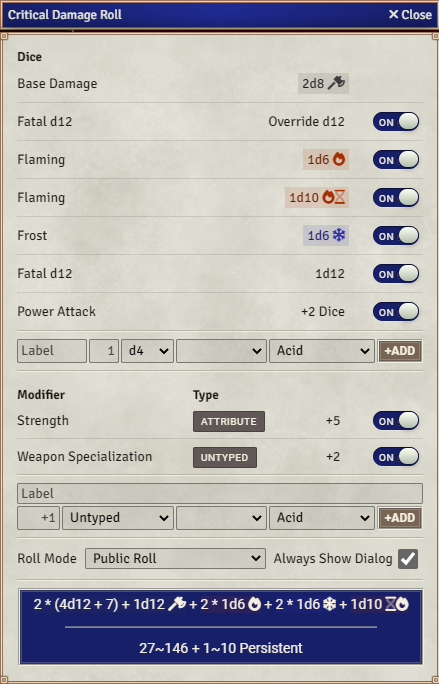 Critical Damage Roll ✕ Close
Dice
Base Damage 2d8
Fatal d12 Override d12 ON
Flaming 1d6 ON
Flaming 1d10 ON
Frost 1d6 ON
Fatal d12 1d12 ON
Power Attack +2 Dice ON
Label 1 d4 Acid +ADD
Modifier Type
Strength ATTRIBUTE +5 ON
Weapon Specialization UNTYPED +2 ON
Label
+1 Untyped Acid +ADD
Roll Mode Public Roll Always Show Dialog
2 * (4d12 + 7) + 1d12 + 2 * 1d6 + 2 * 1d6 + 1d10
27~146 + 1~10 Persistent